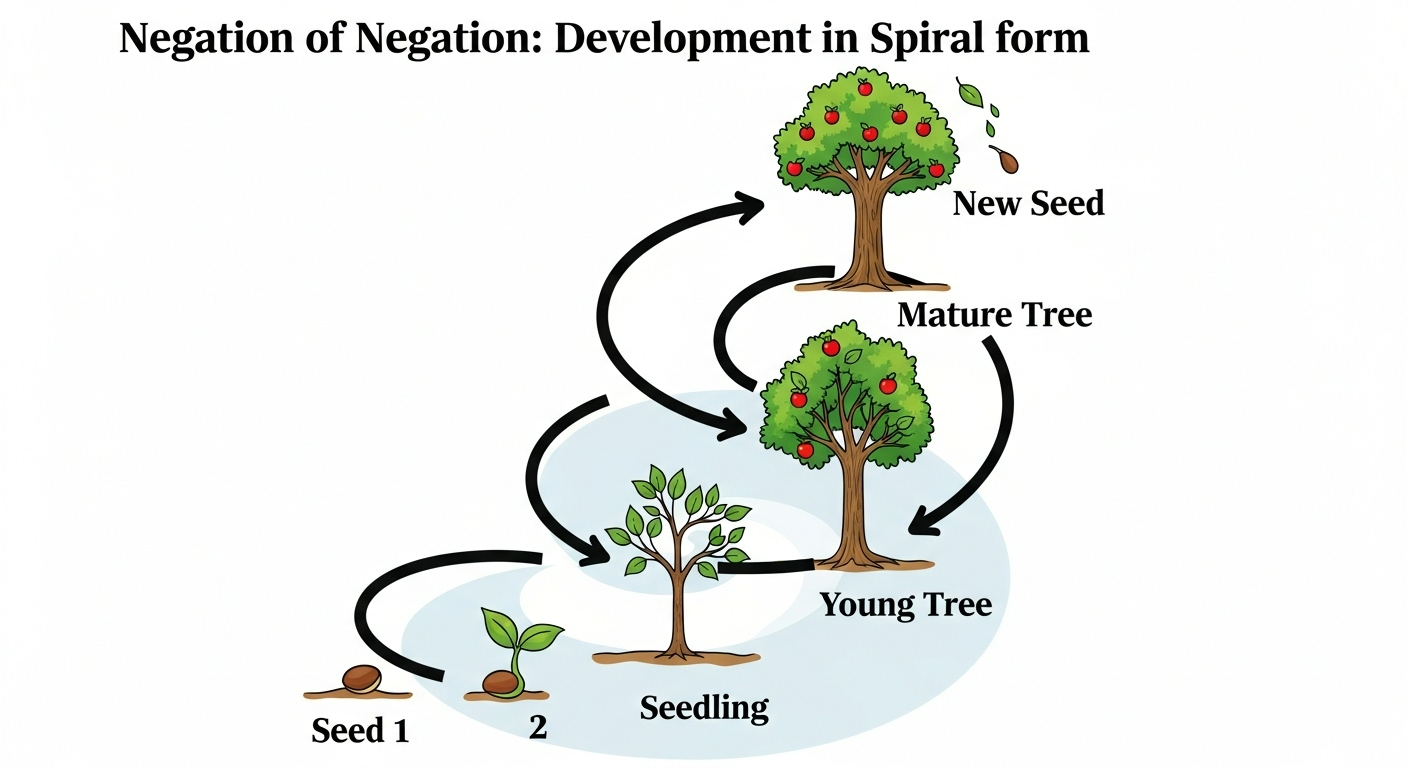 Negation of Negation: Development in Spiral form
New Seed
Mature Tree
Young Tree
Seedling
Seed 1
2